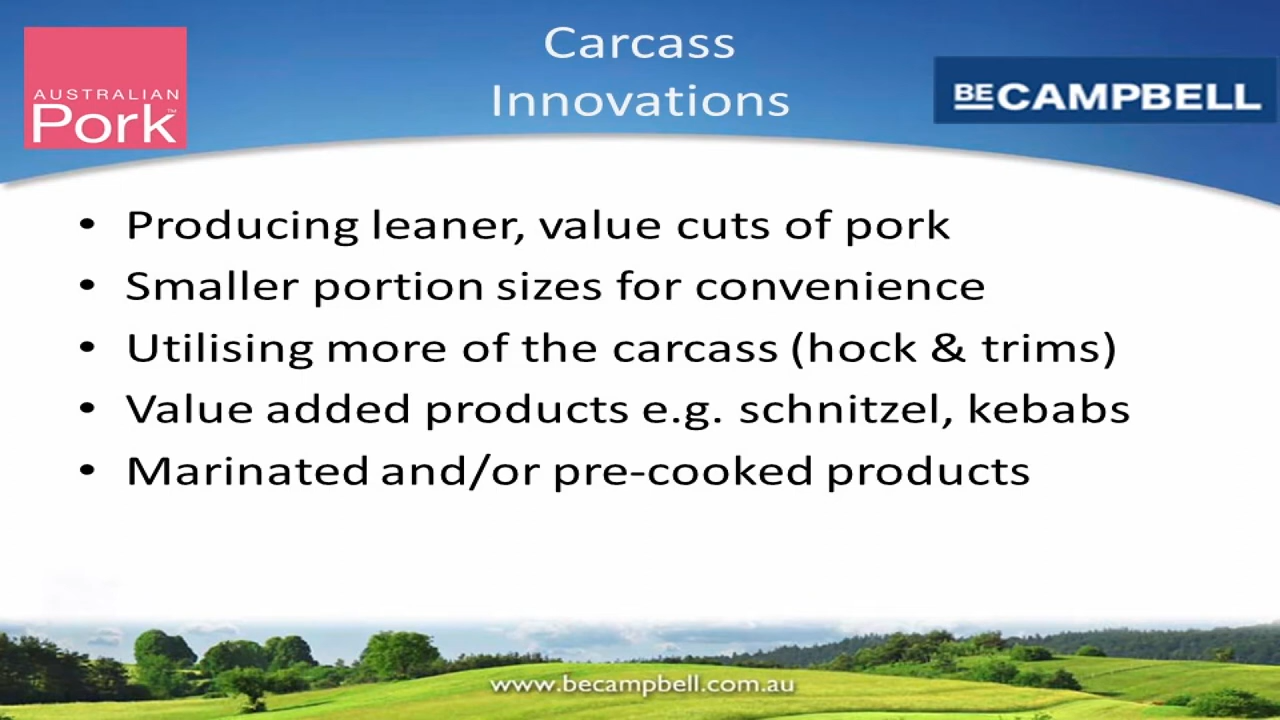 Carcass
Innovations
AUSTRALIAN
Pork™
BECAMPBELL
• Producing leaner, value cuts of pork
• Smaller portion sizes for convenience
• Utilising more of the carcass (hock & trims)
• Value added products e.g. schnitzel, kebabs
• Marinated and/or pre-cooked products
www.becampbell.com.au